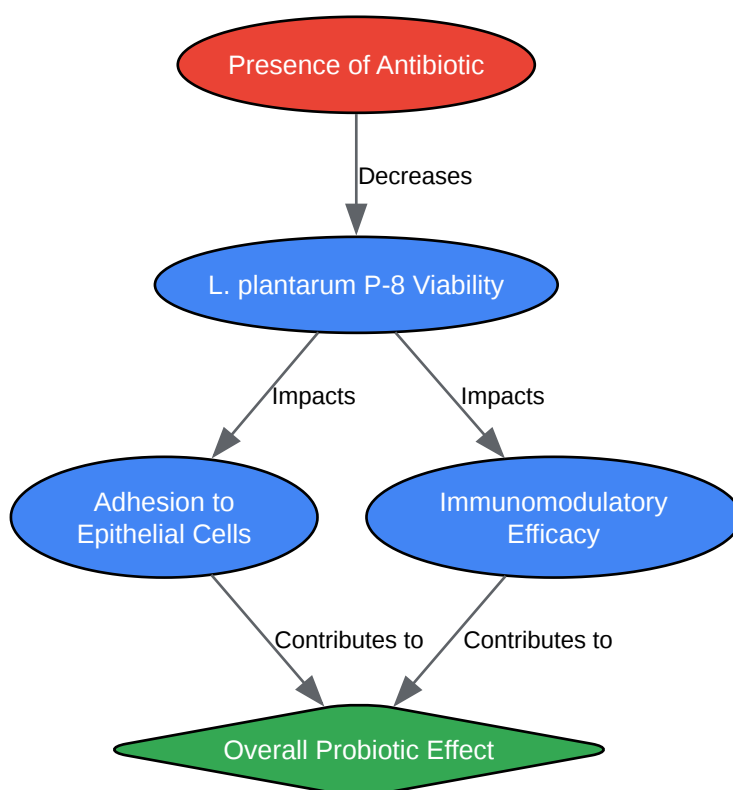 Presence of Antibiotic
Decreases
L. plantarum P-8 Viability
Impacts
Impacts
Adhesion to
Epithelial Cells
Immunomodulatory
Efficacy
Contributes to
Contributes to
Overall Probiotic Effect